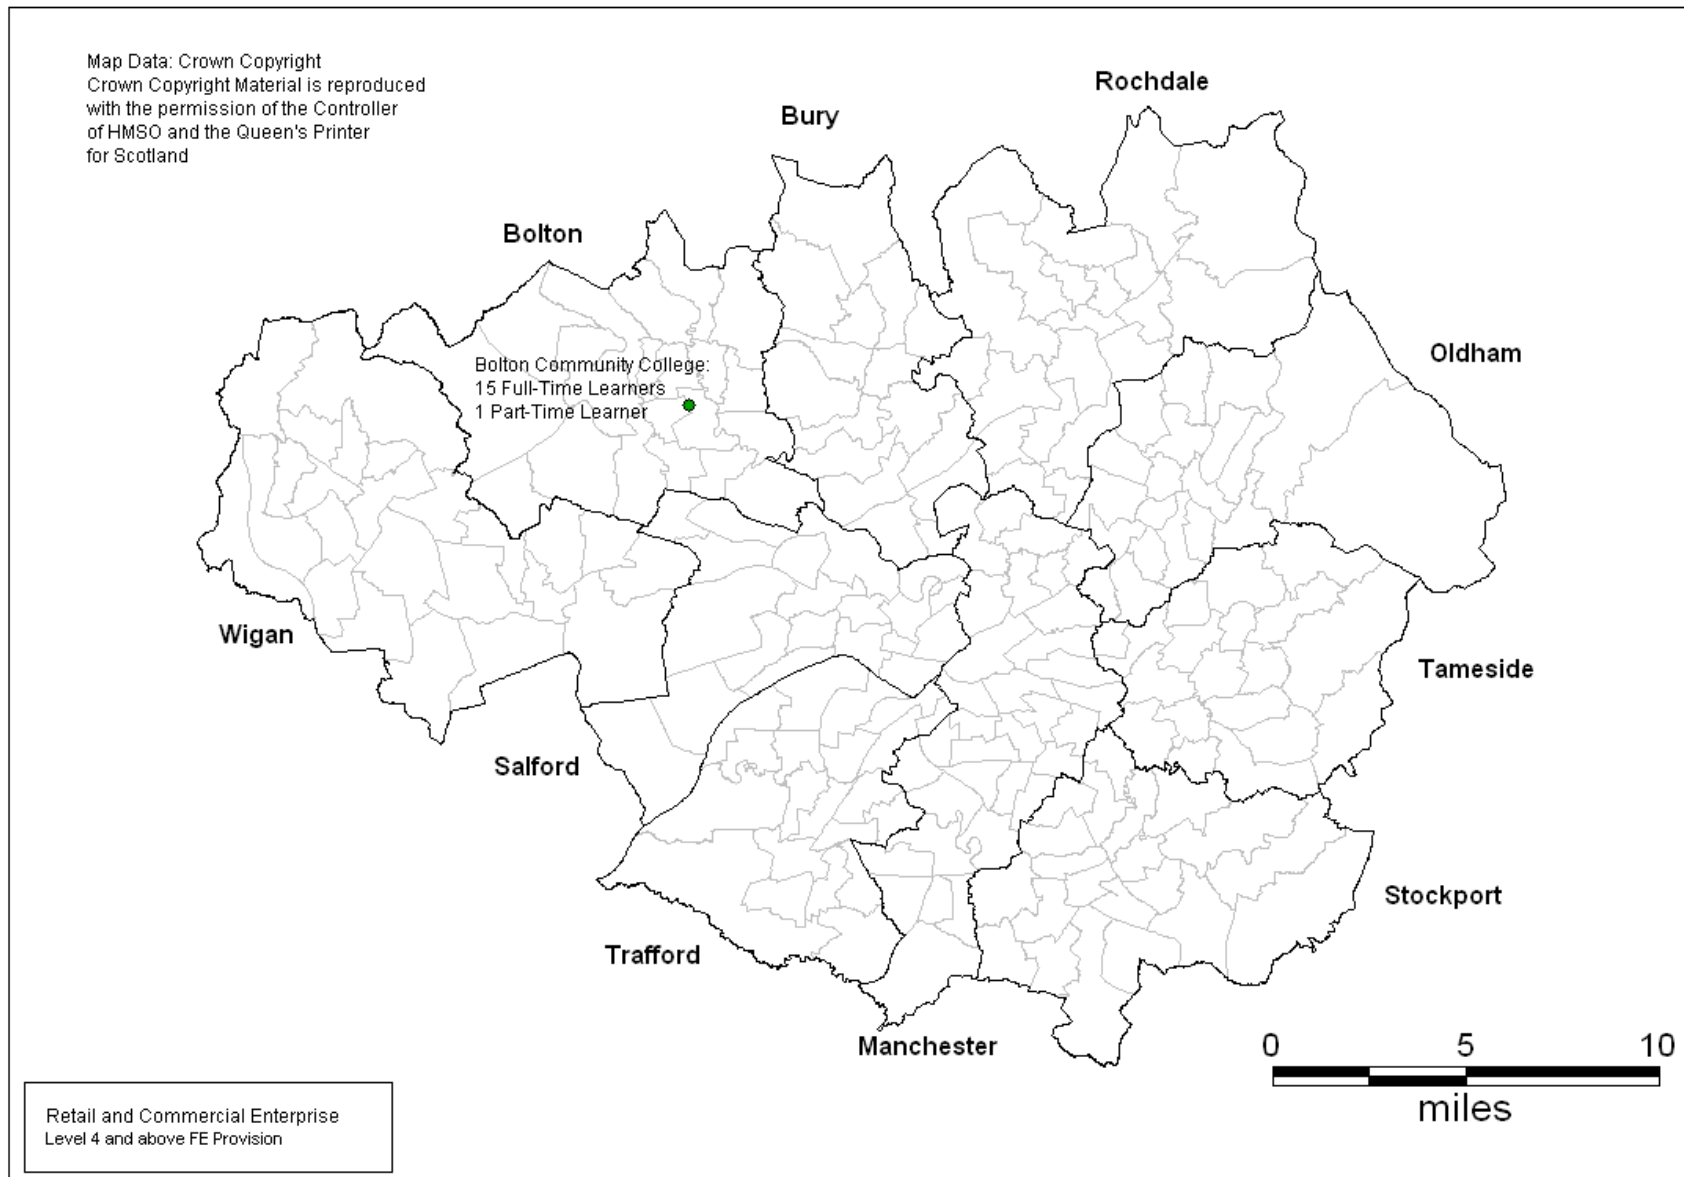 Map Data: Crown Copyright
Crown Copyright Material is reproduced
with the permission of the Controller
of HMSO and the Queen's Printer
for Scotland
Rochdale
Bury
Bolton
Oldham
Bolton Community College:
15 Full-Time Learners
1 Part-Time Learner
Wigan
Tameside
Salford
Stockport
Trafford
Manchester
0 5 10
miles
Retail and Commercial Enterprise
Level 4 and above FE Provision